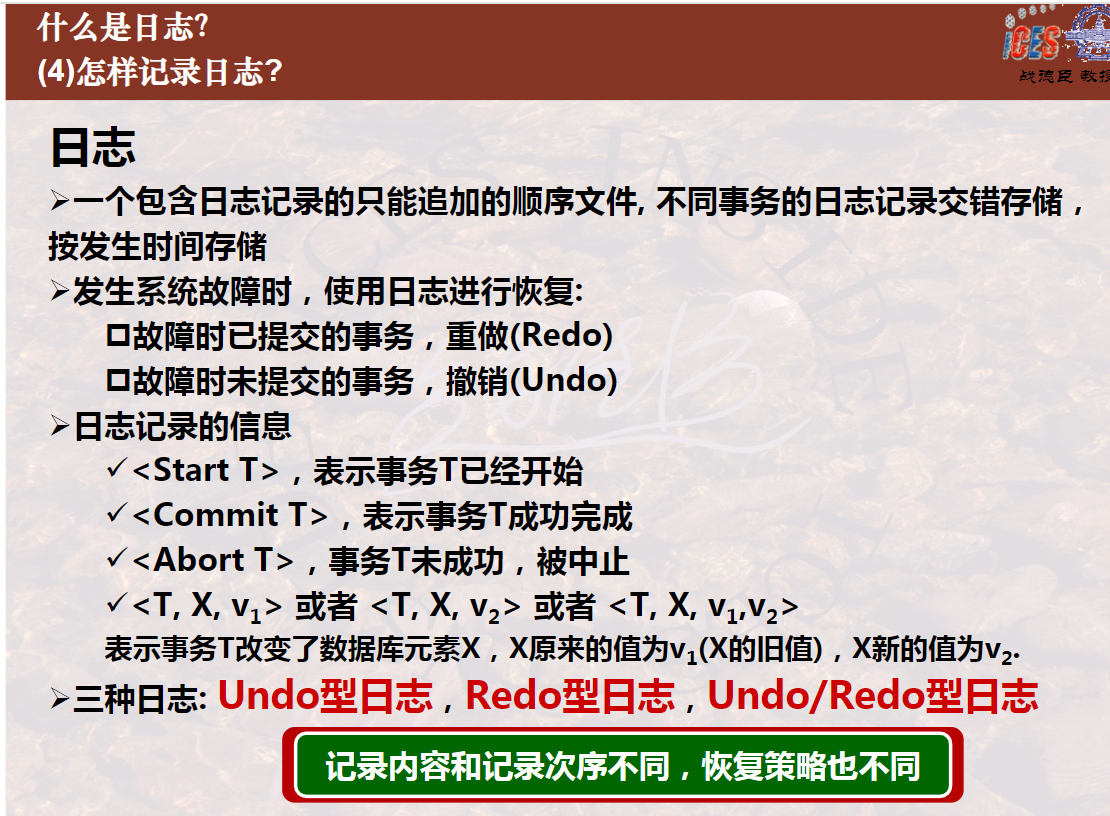 什么是日志?
(4)怎样记录日志?
iCES
战德臣 教授
日志
➢一个包含日志记录的只能追加的顺序文件, 不同事务的日志记录交错存储，
按发生时间存储
➢发生系统故障时，使用日志进行恢复:
故障时已提交的事务，重做(Redo)
故障时未提交的事务，撤销(Undo)
➢日志记录的信息
✓<Start T>，表示事务T已经开始
✓<Commit T>，表示事务T成功完成
✓<Abort T>，事务T未成功，被中止
✓<T, X, v1> 或者 <T, X, v2> 或者 <T, X, v1,v2>
表示事务T改变了数据库元素X，X原来的值为v1(X的旧值)，X新的值为v2.
➢三种日志: Undo型日志，Redo型日志，Undo/Redo型日志
记录内容和记录次序不同，恢复策略也不同